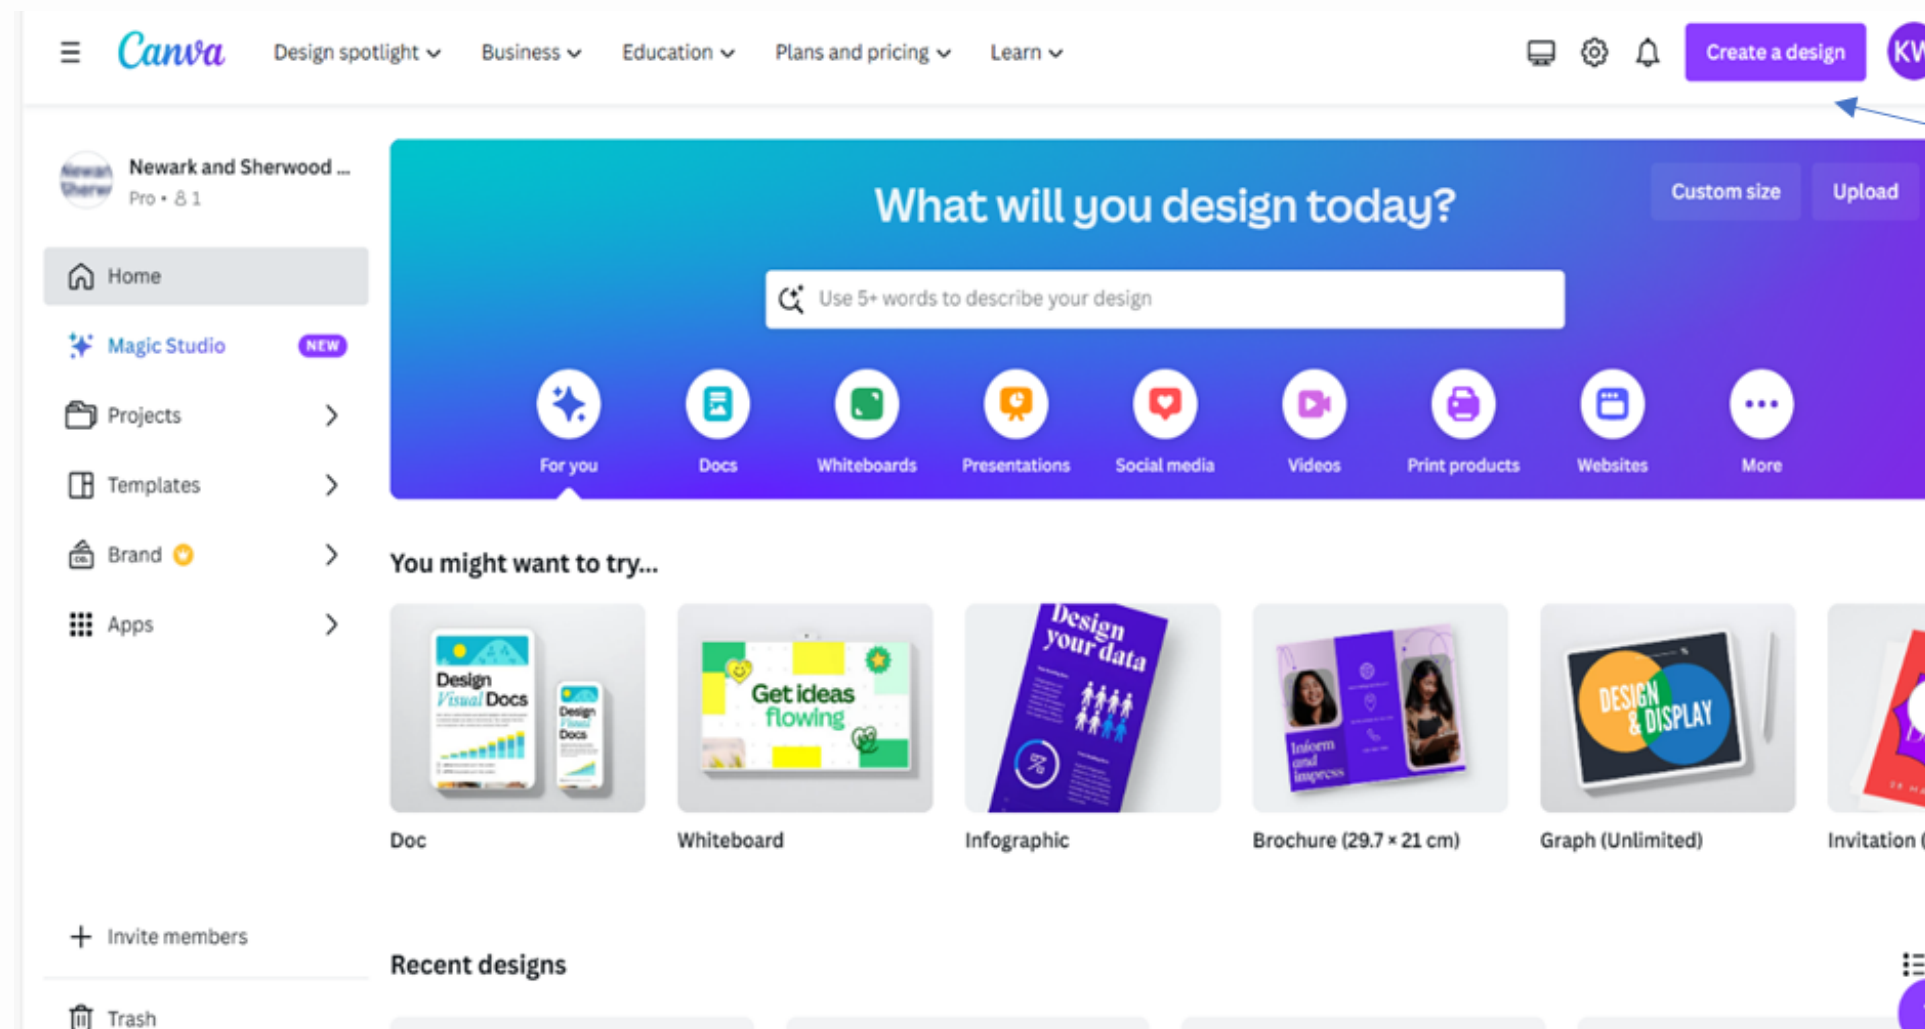 Canva
Design spotlight
Business
Education
Plans and pricing
Learn
Create a design
KW
Newark and Sherwood ...
Pro • 1
What will you design today?
Custom size
Upload
Use 5+ words to describe your design
Home
Magic Studio
NEW
Projects
Templates
Brand
Apps
For you
Docs
Whiteboards
Presentations
Social media
Videos
Print products
Websites
More
You might want to try...
Design
Visual Docs
Design
Visual
Docs
Get ideas
flowing
Design
your data
%
Inform
and
impress
DESIGN
& DISPLAY
Doc
Whiteboard
Infographic
Brochure (29.7 × 21 cm)
Graph (Unlimited)
Invitation (
Invite members
Recent designs
Trash